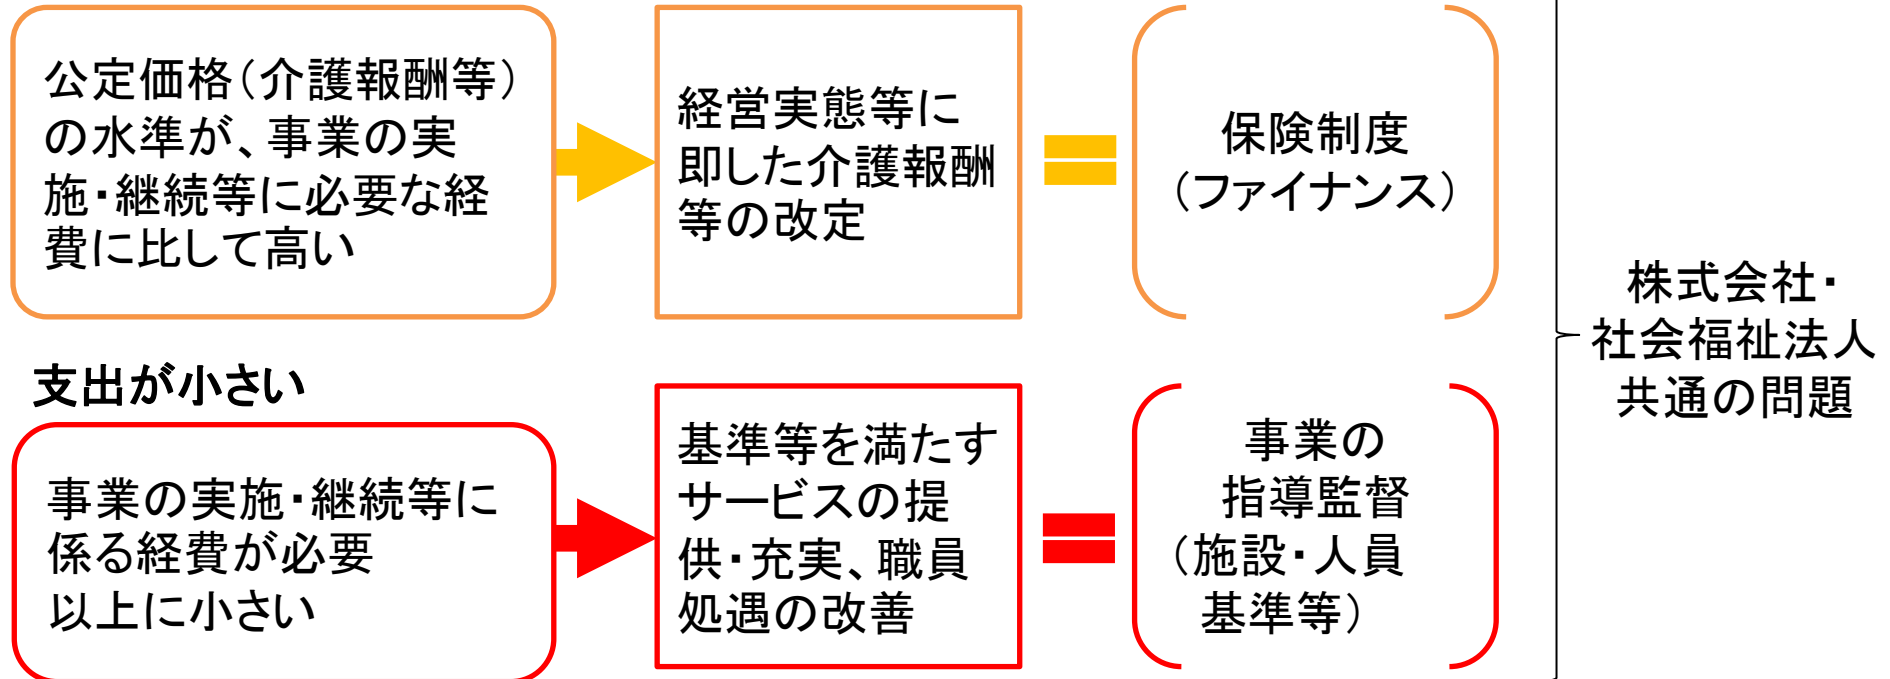 公定価格(介護報酬等)
の水準が、事業の実
施・継続等に必要な経
費に比して高い
経営実態等に
即した介護報酬
等の改定
保険制度
(ファイナンス)
支出が小さい
事業の実施・継続等に
係る経費が必要
以上に小さい
基準等を満たす
サービスの提
供・充実、職員
処遇の改善
事業の
指導監督
(施設・人員
基準等)
株式会社・
社会福祉法人
共通の問題